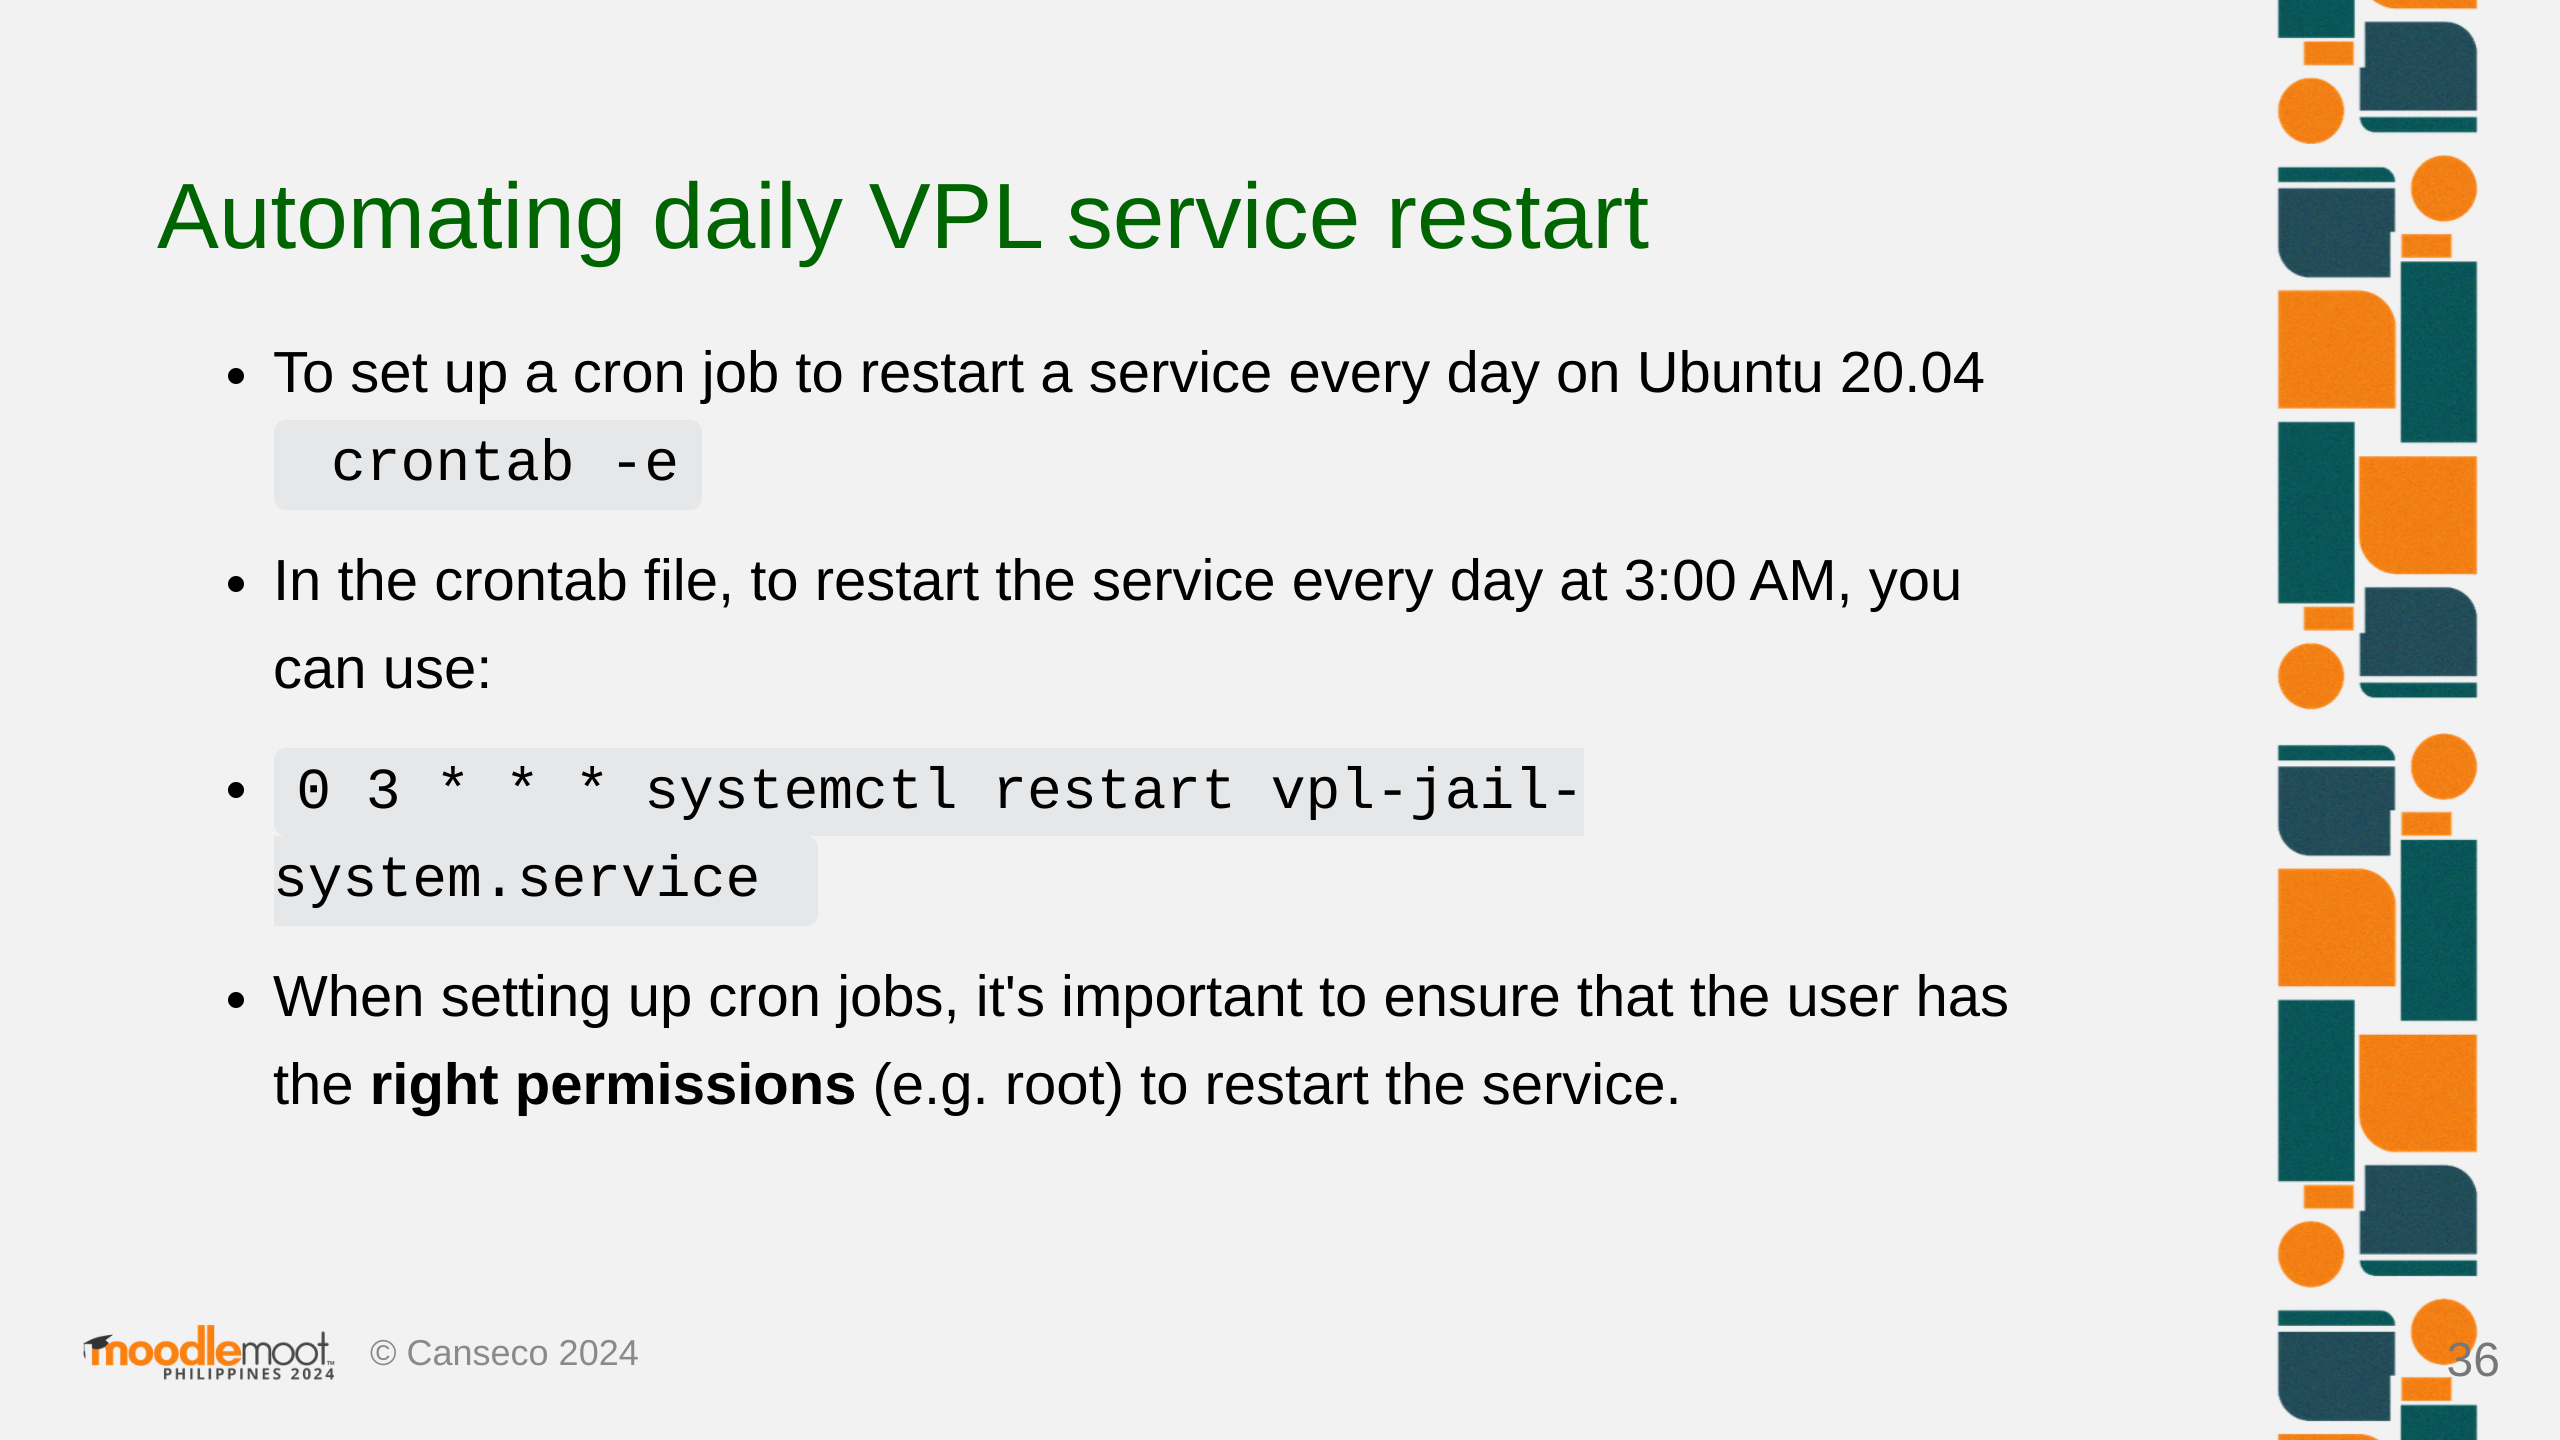 Automating daily VPL service restart
• To set up a cron job to restart a service every day on Ubuntu 20.04
crontab -e
• In the crontab file, to restart the service every day at 3:00 AM, you
can use:
• 0 3 * * * systemctl restart vpl-jail-
system.service
• When setting up cron jobs, it's important to ensure that the user has
the right permissions (e.g. root) to restart the service.
moodlemoot™
PHILIPPINES 2024
© Canseco 2024
36